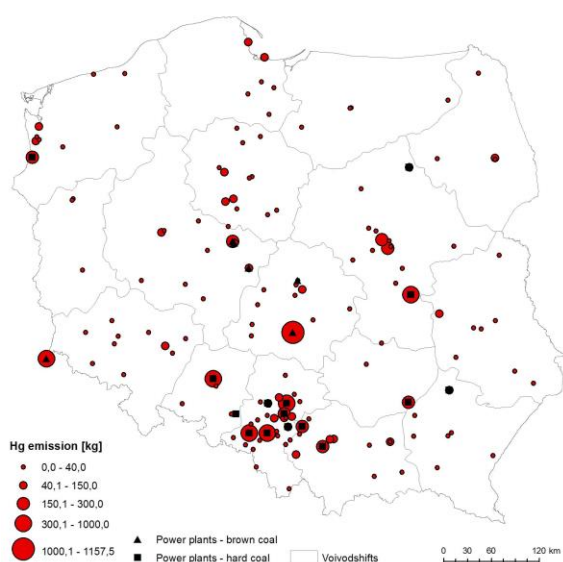 Hg emission [kg]
0,0 - 40,0
40,1 - 150,0
150,1 - 300,0
300,1 - 1000,0
1000,1 - 1157,5
Power plants - brown coal
Power plants - hard coal
Voivodshifts
0 30 60 120 km